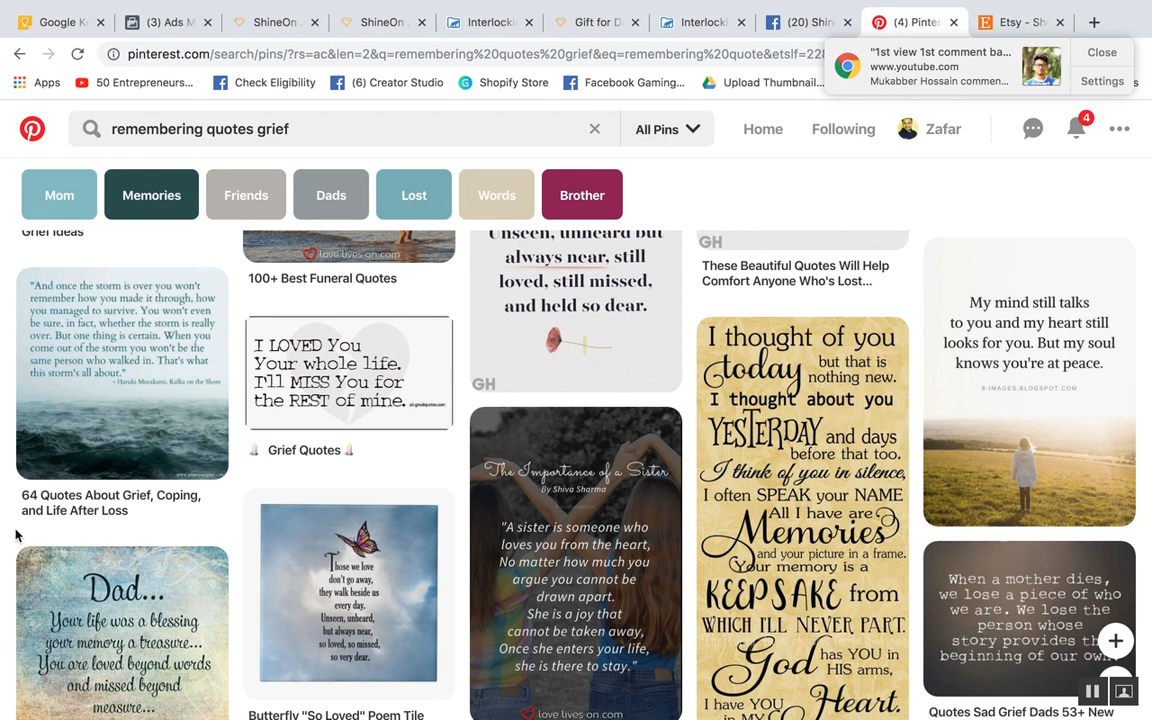 Google K
(3) Ads M
ShineOn
ShineOn
Interlocki
Gift for D
Interlocki
(20) Shin
(4) Pinter
Etsy - Sh
pinterest.com/search/pins/?rs=ac&len=2&q=remembering%20quotes%20grief&eq=remembering%20quote&etslf=228
"1st view 1st comment ba...
www.youtube.com
Mukabber Hossain commen...
Close
Settings
Apps
50 Entrepreneurs...
Check Eligibility
(6) Creator Studio
Shopify Store
Facebook Gaming...
Upload Thumbnail...
remembering quotes grief
All Pins
Home
Following
Zafar
4
Mom
Memories
Friends
Dads
Lost
Words
Brother
Grief Ideas
"And once the storm is over you won't
remember how you made it through, how
you managed to survive. You won't even
be sure, in fact, whether the storm is really
over. But one thing is certain. When you
come out of the storm you won't be the
same person who walked in. That's what
this storm's all about."
- Haruki Murakami, Kafka on the Shore
64 Quotes About Grief, Coping,
and Life After Loss
Dad...
Your life was a blessing
your memory a treasure...
You are loved beyond words
and missed beyond
measure...
love lives on.com
100+ Best Funeral Quotes
I LOVED You
Your whole life.
I'll MISS You for
the REST of mine.
Grief Quotes
Those we love
don't go away,
they walk beside us
every day.
Unseen, unheard,
but always near,
so loved, so missed,
so very dear.
Butterfly "So Loved" Poem Tile
Unseen, unheard but
always near, still
loved, still missed,
and held so dear.
GH
The Importance of a Sister
By Shiva Sharma
"A sister is someone who
loves you from the heart,
No matter how much you
argue you cannot be
drawn apart.
She is a joy that
cannot be taken away,
Once she enters your life,
she is there to stay."
love lives on.com
GH
These Beautiful Quotes Will Help
Comfort Anyone Who's Lost...
I thought of you
today but that is
nothing new.
I thought about you
YESTERDAY and days
before that too.
I think of you in silence,
I often SPEAK your NAME
All I have are
Memories
and your picture in a frame.
Your memory is a
KEEPSAKE from
WHICH I'LL NEVER PART.
God has YOU in
HIS arms,
I have YOU
in MY Heart.
My mind still talks
to you and my heart still
looks for you. But my soul
knows you're at peace.
9-IMAGES.BLOGSPOT.COM
When a mother dies,
we lose a piece of who
we are. We lose the
person whose
story provides the
beginning of our own.
Quotes Sad Grief Dads 53+ New